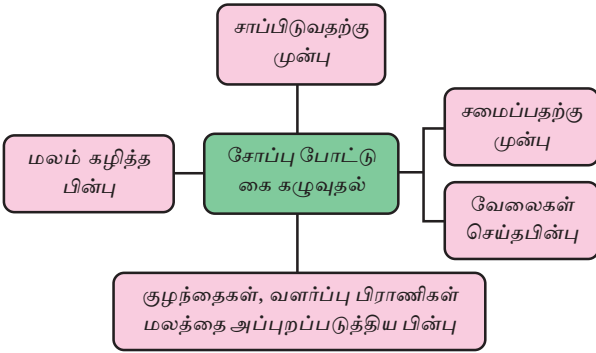 சாப்பிடுவதற்கு
முன்பு
மலம் கழித்த
பின்பு
சோப்பு போட்டு
கை கழுவுதல்
சமைப்பதற்கு
முன்பு
வேலைகள்
செய்தபின்பு
குழந்தைகள், வளர்ப்பு பிராணிகள்
மலத்தை அப்புறப்படுத்திய பின்பு